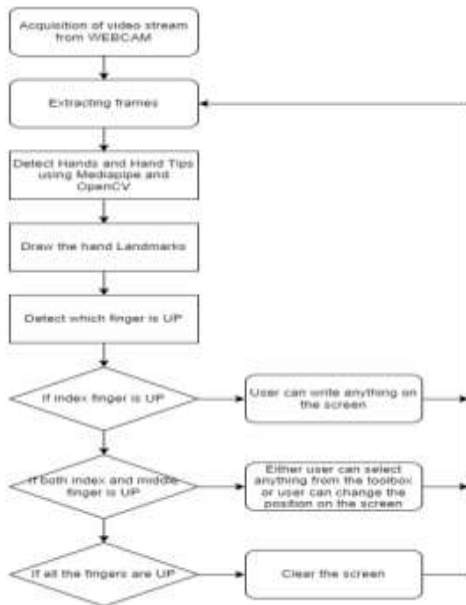 Acquisition of video stream
from WEBCAM
Extracting frames
Detect Hands and Hand Tips
using Mediapipe and
OpenCV
Draw the hand Landmarks
Detect which finger is UP
If index finger is UP
User can write anything on
the screen
If both index and middle
finger is UP
Either user can select
anything from the toolbox
or user can change the
position on the screen
If all the fingers are UP
Clear the screen